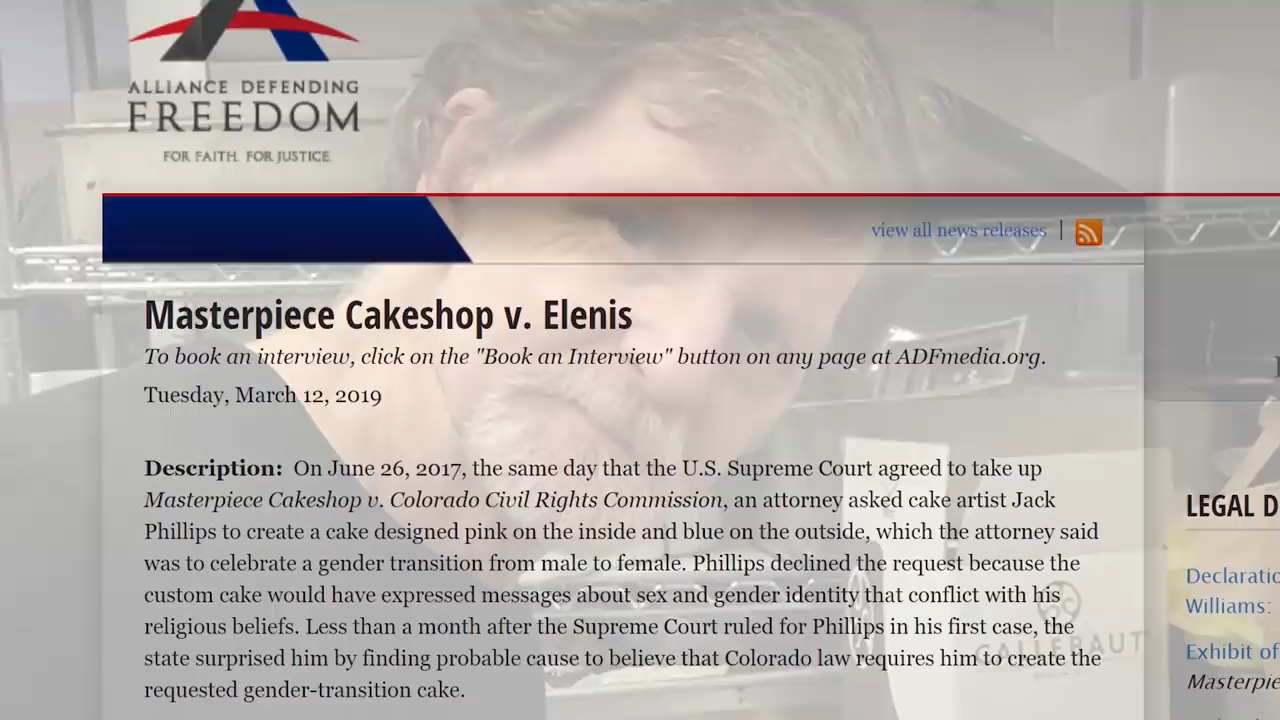 ALLIANCE DEFENDING
FREEDOM
FOR FAITH. FOR JUSTICE
view all news releases |
Masterpiece Cakeshop v. Elenis
To book an interview, click on the "Book an Interview" button on any page at ADFmedia.org.
Tuesday, March 12, 2019
Description: On June 26, 2017, the same day that the U.S. Supreme Court agreed to take up
Masterpiece Cakeshop v. Colorado Civil Rights Commission, an attorney asked cake artist Jack
Phillips to create a cake designed pink on the inside and blue on the outside, which the attorney said
was to celebrate a gender transition from male to female. Phillips declined the request because the
custom cake would have expressed messages about sex and gender identity that conflict with his
religious beliefs. Less than a month after the Supreme Court ruled for Phillips in his first case, the
state surprised him by finding probable cause to believe that Colorado law requires him to create the
requested gender-transition cake.
CALLEBAUT
LEGAL D
Declaratio
Williams:
Exhibit of
Masterpie